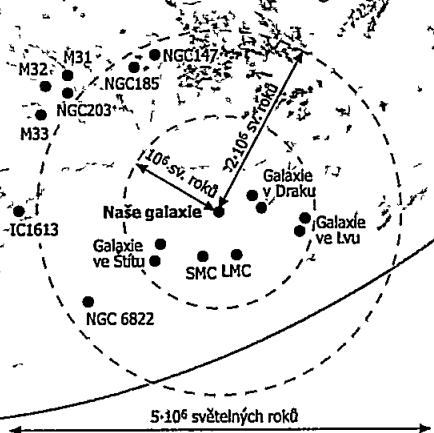 M31
NGC147
M32
NGC185
NGC203
M33
2·10⁶ sv. roků
10⁶ sv. roků
Galaxie
v Draku
Naše galaxie
Galaxie
ve Lvu
IC1613
Galaxie
ve Štítu
SMC LMC
NGC 6822
5·10⁶ světelných roků